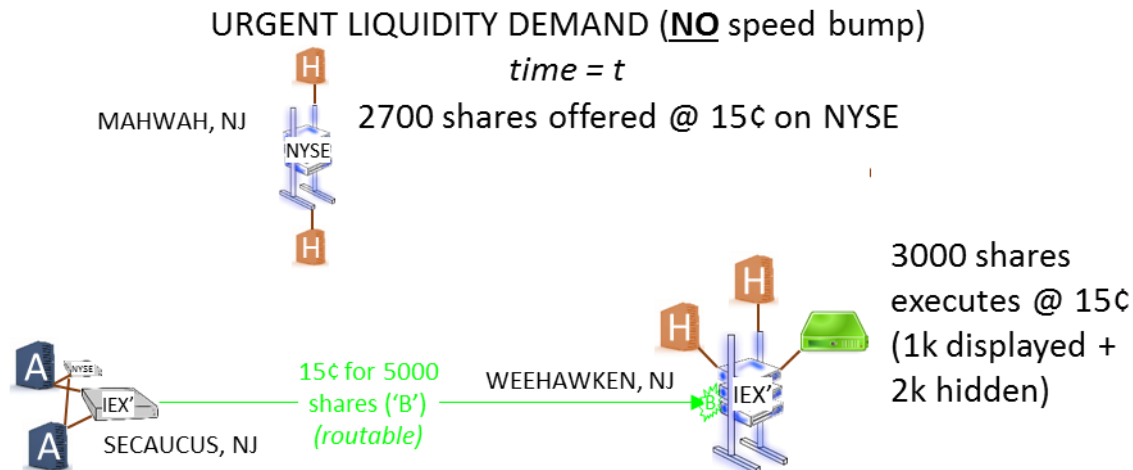 URGENT LIQUIDITY DEMAND (NO speed bump)
time = t
H
MAHWAH, NJ
2700 shares offered @ 15¢ on NYSE
NYSE
H
3000 shares
executes @ 15¢
(1k displayed +
2k hidden)
H
H
A
NYSE
15¢ for 5000
shares ('B')
(routable)
WEEHAWKEN, NJ
IEX'
B
IEX'
A
SECAUCUS, NJ